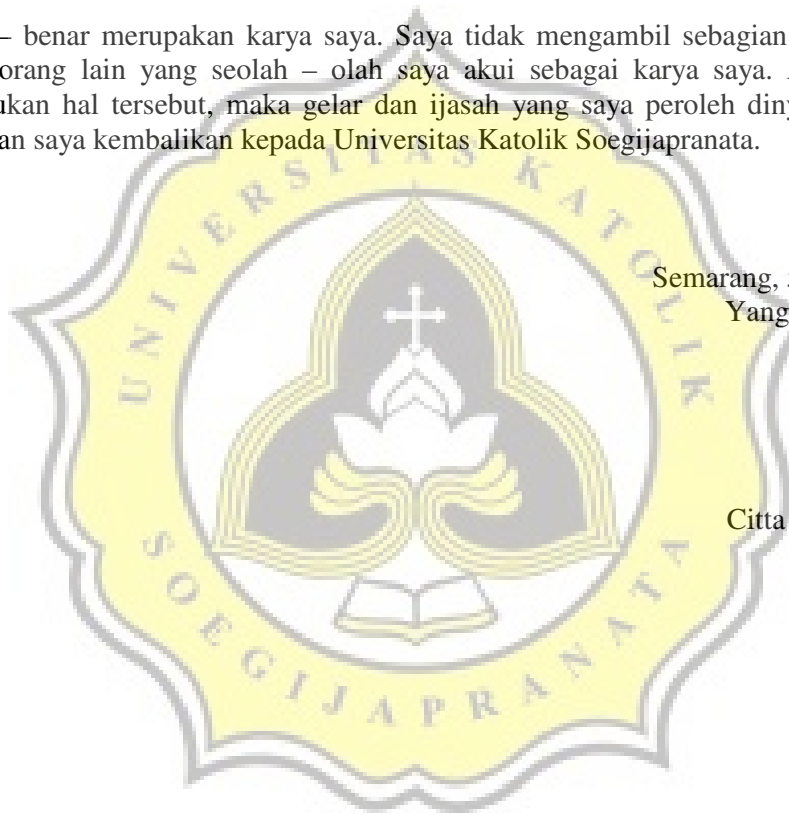 – benar merupakan karya saya. Saya tidak mengambil sebagian
orang lain yang seolah – olah saya akui sebagai karya saya.
ukan hal tersebut, maka gelar dan ijasah yang saya peroleh diny
an saya kembalikan kepada Universitas Katolik Soegijapranata.
UNIVERSITAS KATOLIK
Semarang,
Yang
Citta
SOEGIJAPRANATA